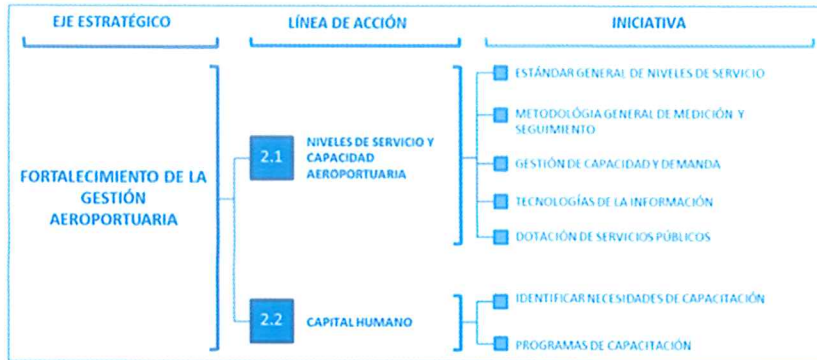 EJE ESTRATÉGICO
LÍNEA DE ACCIÓN
INICIATIVA
FORTALECIMIENTO DE LA
GESTIÓN
AEROPORTUARIA
2.1
NIVELES DE SERVICIO Y
CAPACIDAD
AEROPORTUARIA
ESTÁNDAR GENERAL DE NIVELES DE SERVICIO
METODOLÓGIA GENERAL DE MEDICIÓN Y
SEGUIMIENTO
GESTIÓN DE CAPACIDAD Y DEMANDA
TECNOLOGÍAS DE LA INFORMACIÓN
DOTACIÓN DE SERVICIOS PÚBLICOS
2.2
CAPITAL HUMANO
IDENTIFICAR NECESIDADES DE CAPACITACIÓN
PROGRAMAS DE CAPACITACIÓN